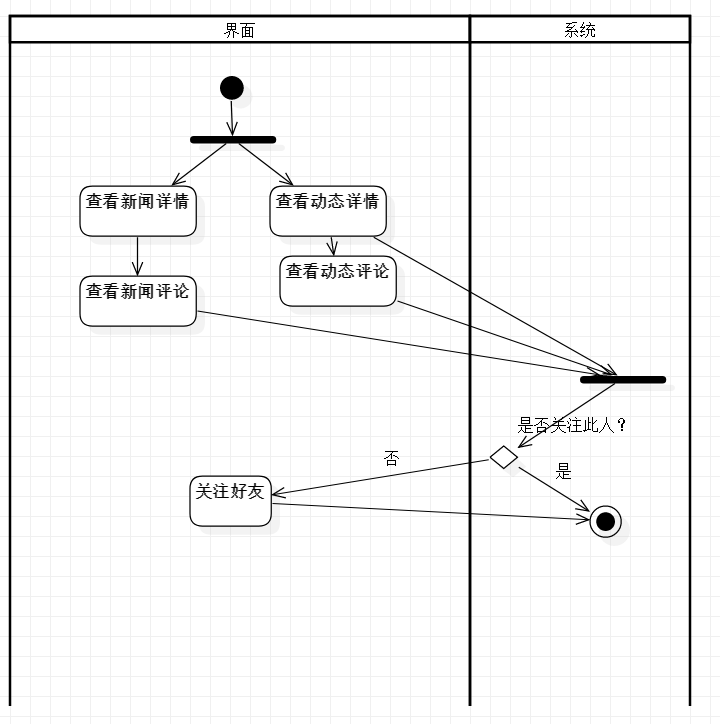 界面
系统
查看新闻详情
查看动态详情
查看新闻评论
查看动态评论
是否关注此人？
否
是
关注好友